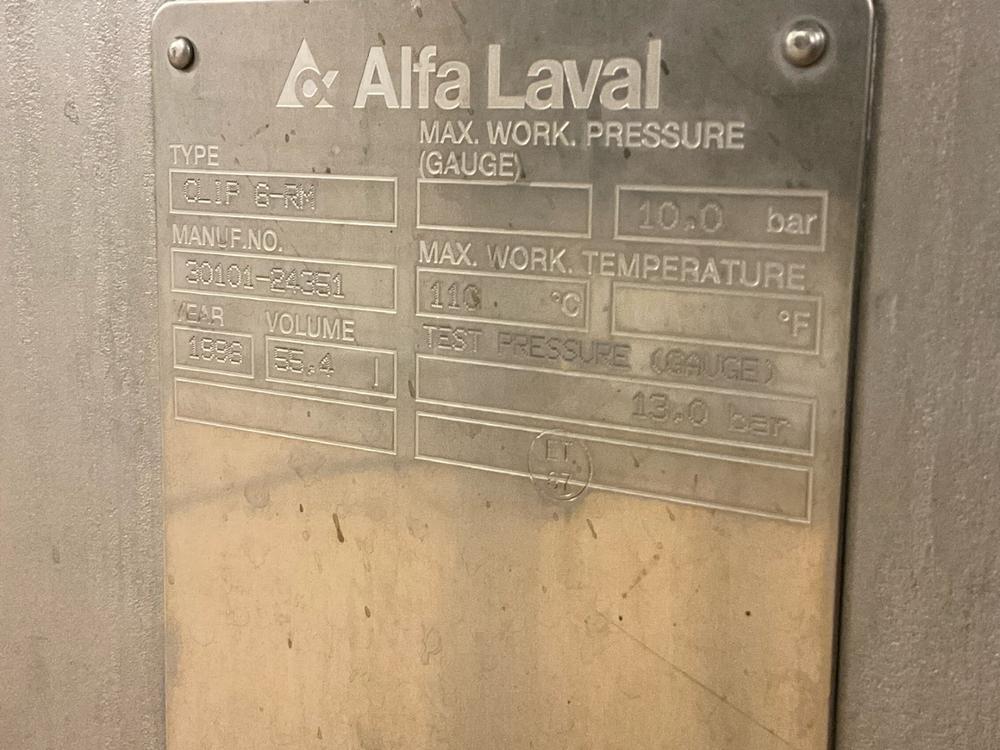 Alfa Laval
MAX. WORK. PRESSURE
(GAUGE)
TYPE
CLIP 6-RM
10.0 bar
MANUF.NO.
30101-24351
MAX. WORK. TEMPERATURE
110 °C
°F
YEAR
VOLUME
55.4 l
TEST PRESSURE (GAUGE)
13.0 bar
ET.